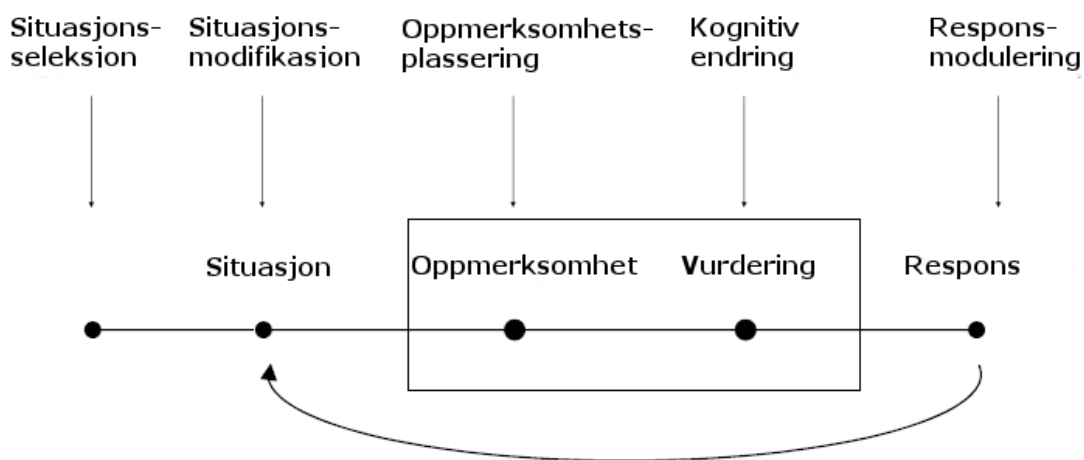 Situasjons-
seleksjon
Situasjons-
modifikasjon
Oppmerksomhets-
plassering
Kognitiv
endring
Respons-
modulering
Situasjon
Oppmerksomhet
Vurdering
Respons